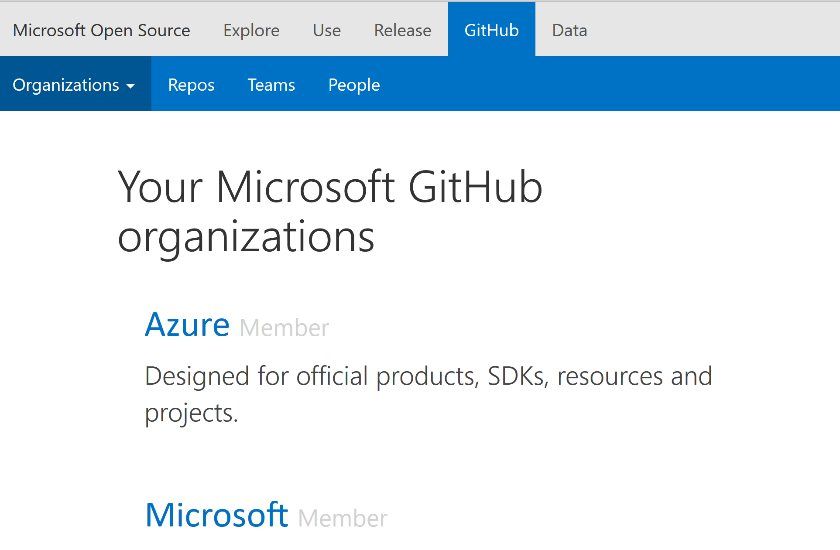 Microsoft Open Source Explore Use Release GitHub Data
Organizations Repos Teams People
Your Microsoft GitHub
organizations
Azure Member
Designed for official products, SDKs, resources and
projects.
Microsoft Member